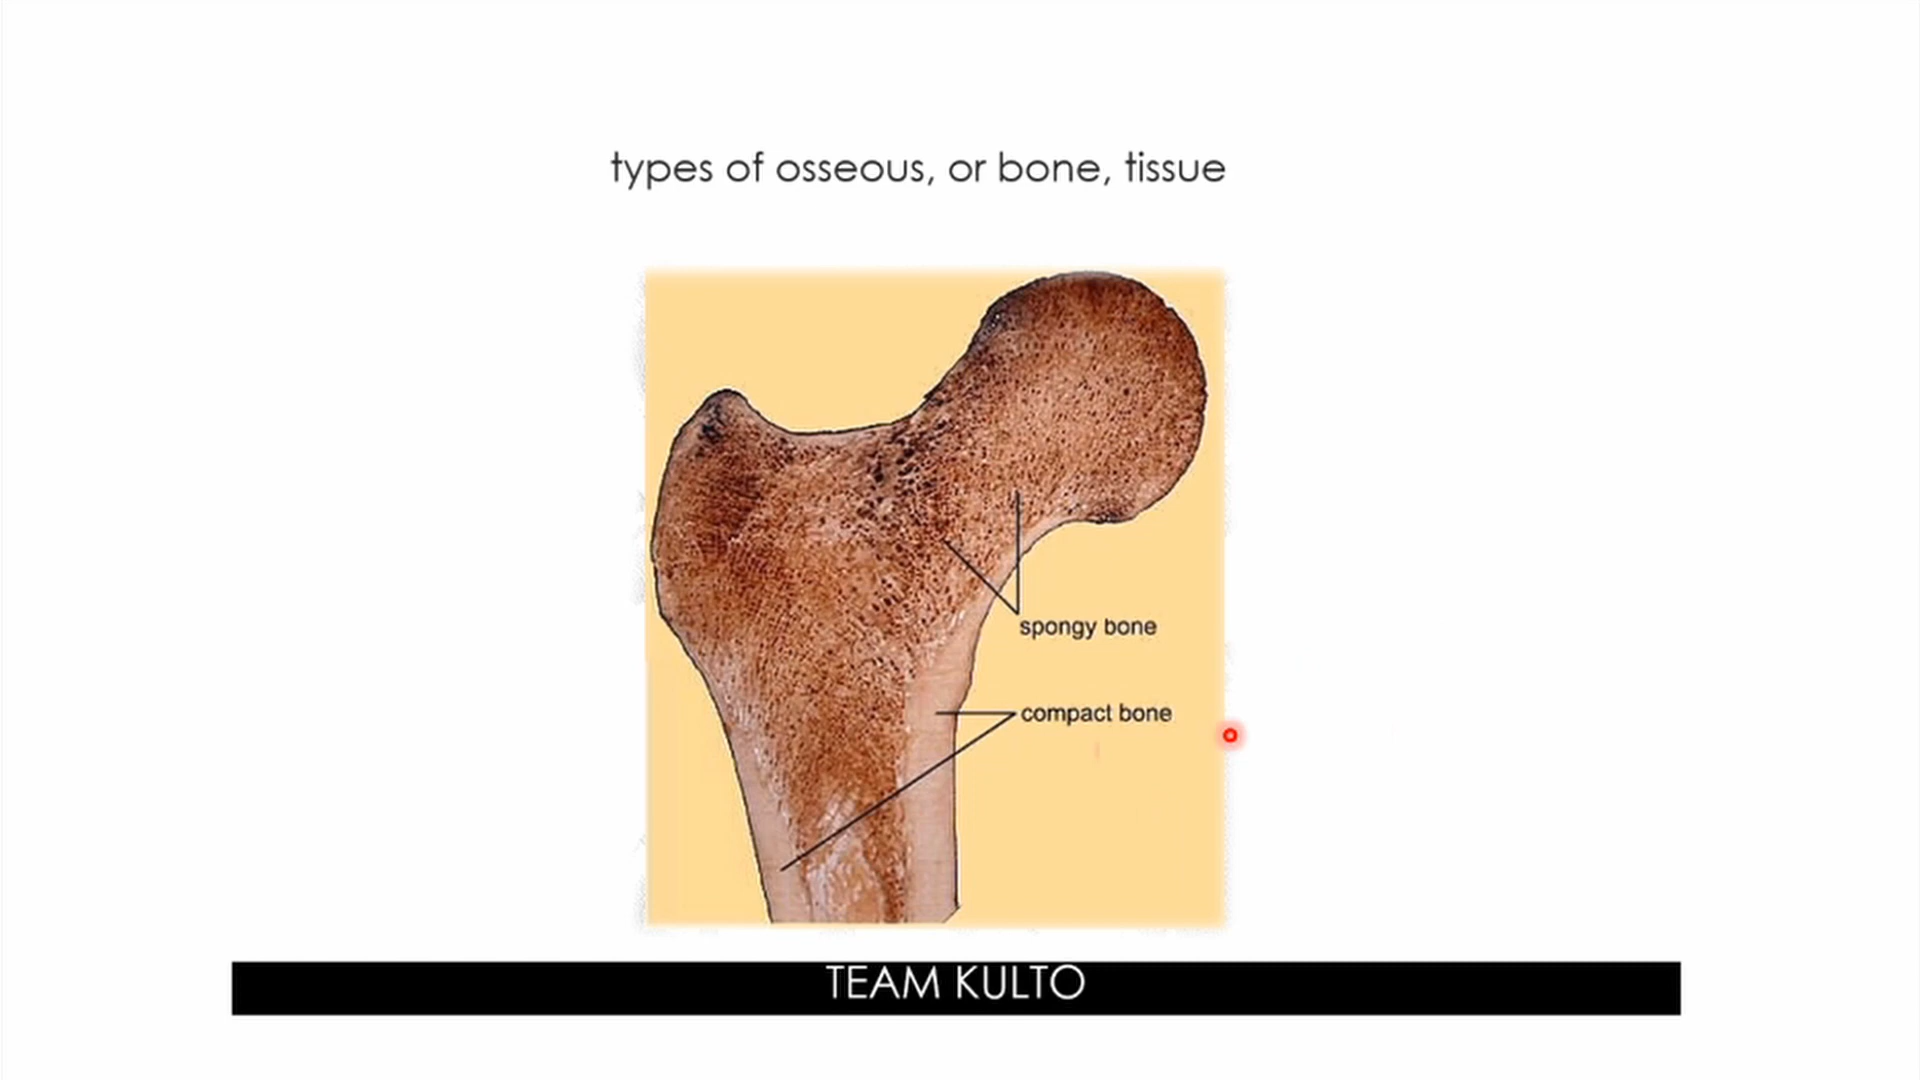 types of osseous, or bone, tissue
spongy bone
compact bone
TEAM KULTO